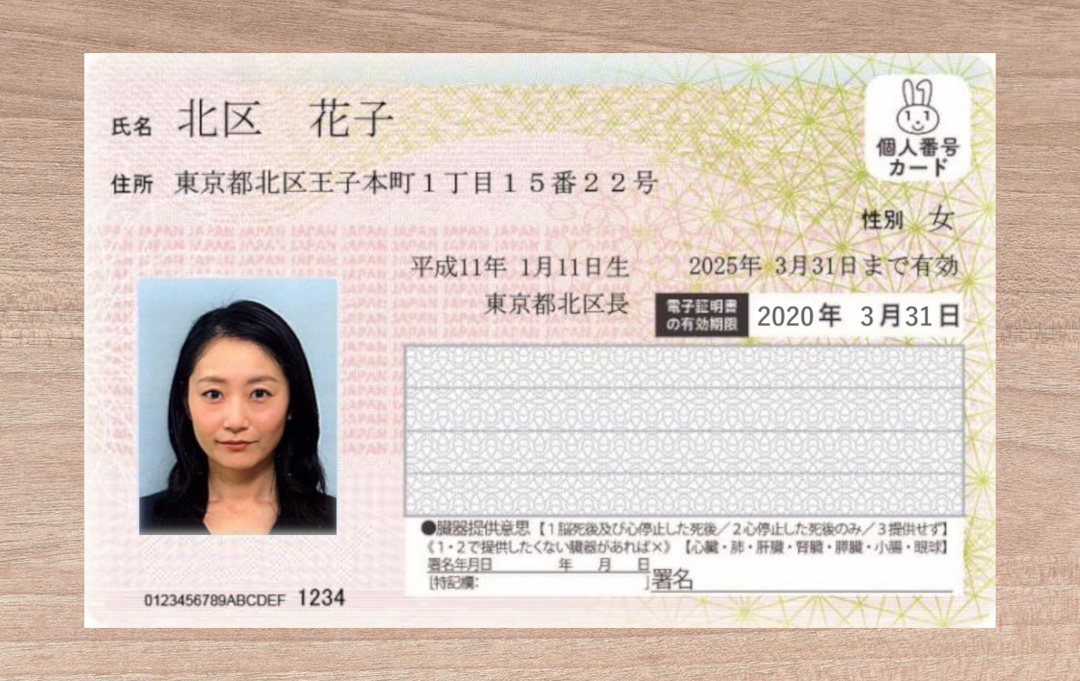 氏名 北区 花子
個人番号
カード
住所 東京都北区王子本町1丁目15番22号
性別 女
平成11年 1月11日生 2025年 3月31日まで有効
東京都北区長
電子証明書
の有効期限
2020年 3月31日
●臓器提供意思【1脳死後及び心停止した死後/2心停止した死後のみ/3提供せず】
《1・2で提供したくない臓器があれば×》【心臓・肺・肝臓・腎臓・膵臓・小腸・眼球】
署名年月日 年 月 日
[特記欄: ]署名
0123456789ABCDEF 1234